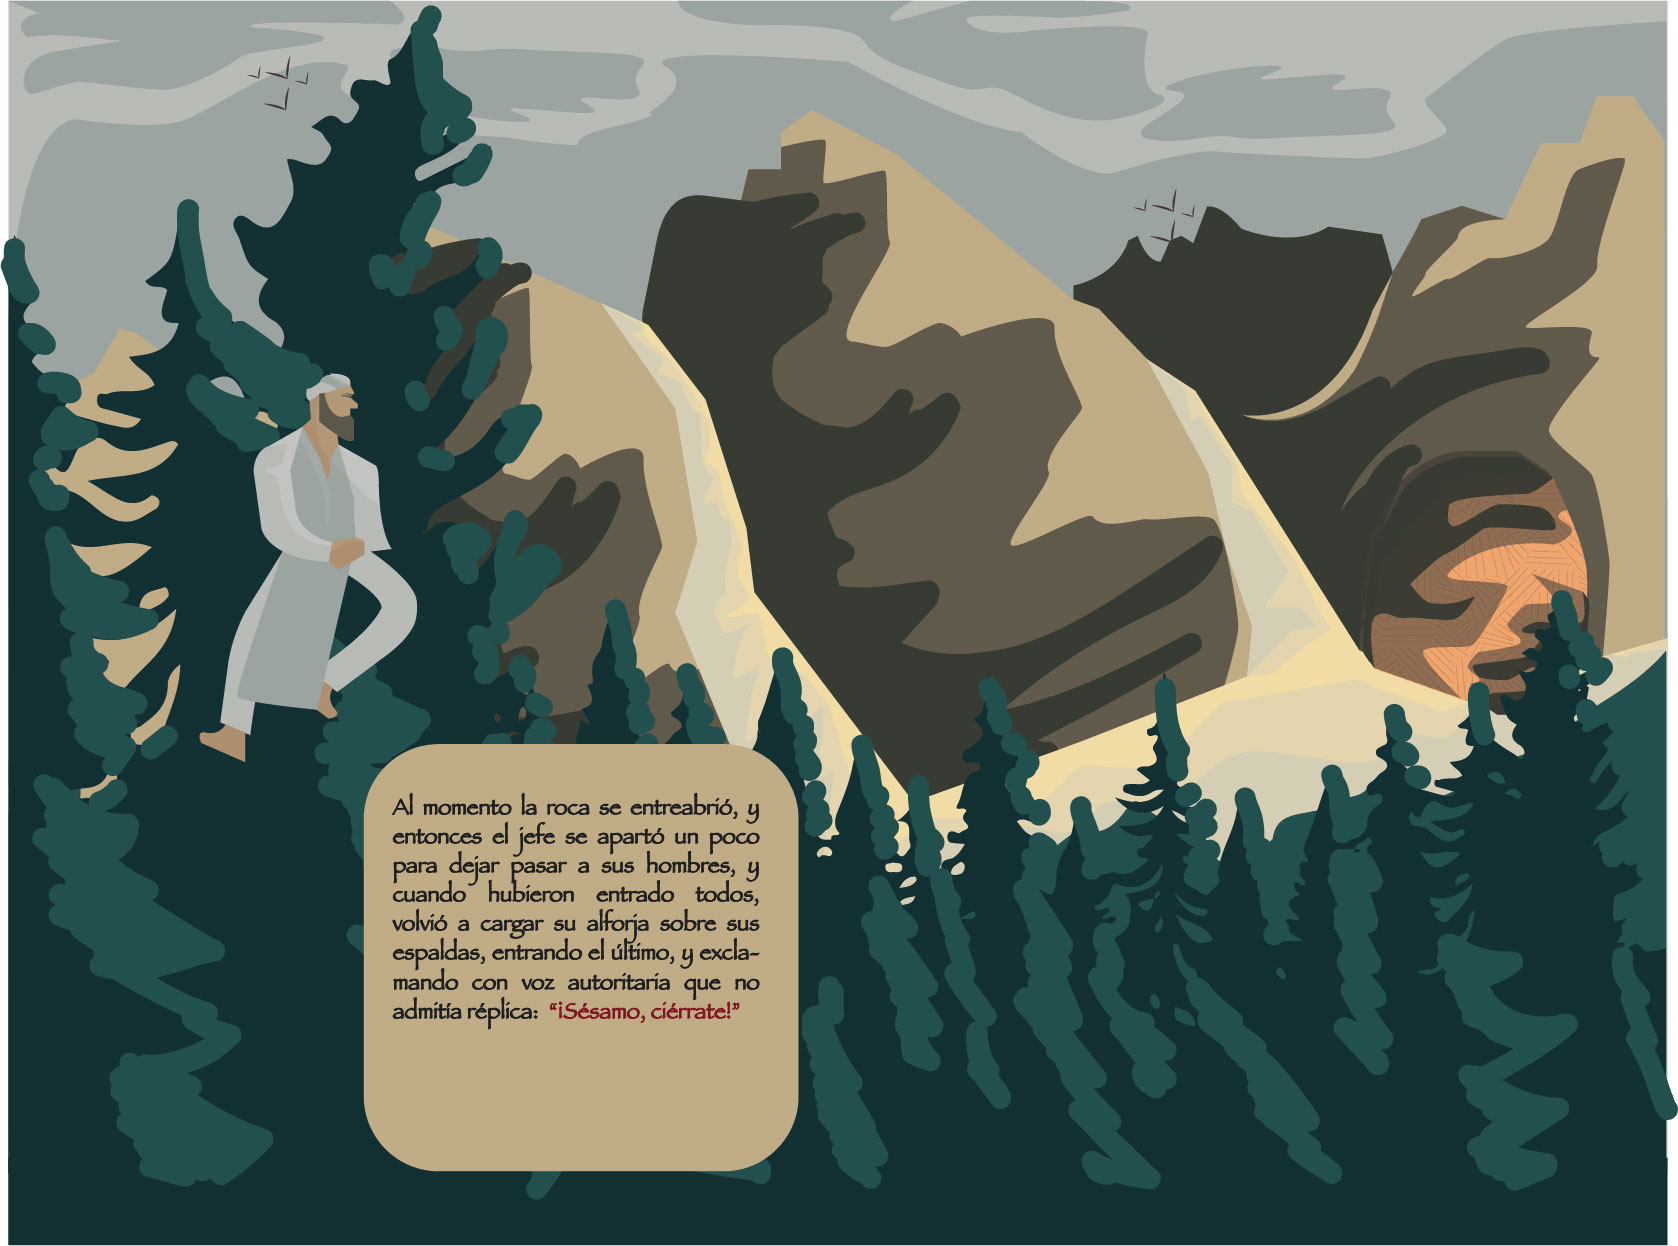 Al momento la roca se entreabrió, y
entonces el jefe se apartó un poco
para dejar pasar a sus hombres, y
cuando hubieron entrado todos,
volvió a cargar su alforja sobre sus
espaldas, entrando el último, y excla-
mando con voz autoritaria que no
admitía réplica: “¡Sésamo, ciérrate!”